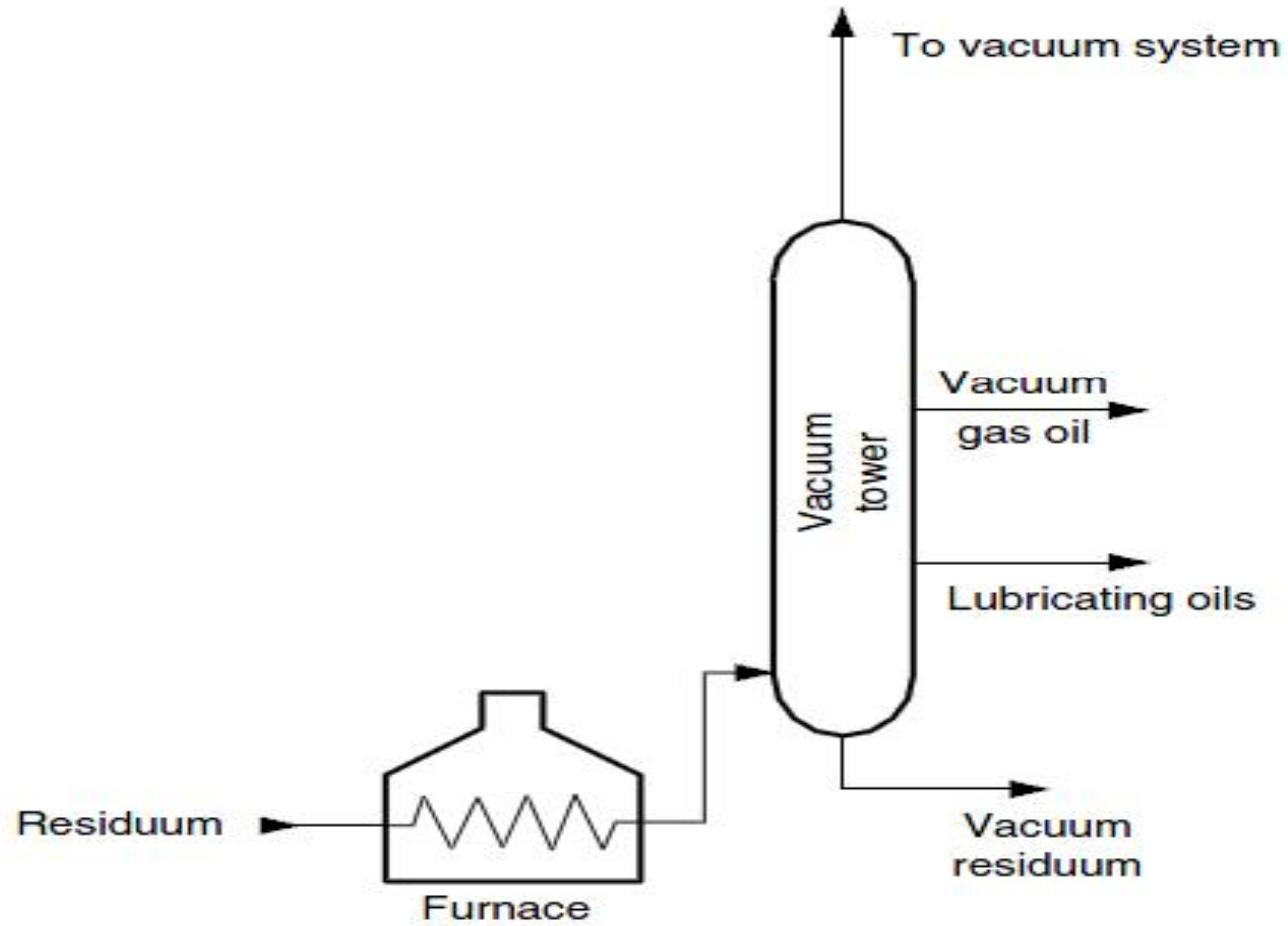 To vacuum system
Vacuum
gas oil
Vacuum
tower
Lubricating oils
Residuum
Vacuum
residuum
Furnace